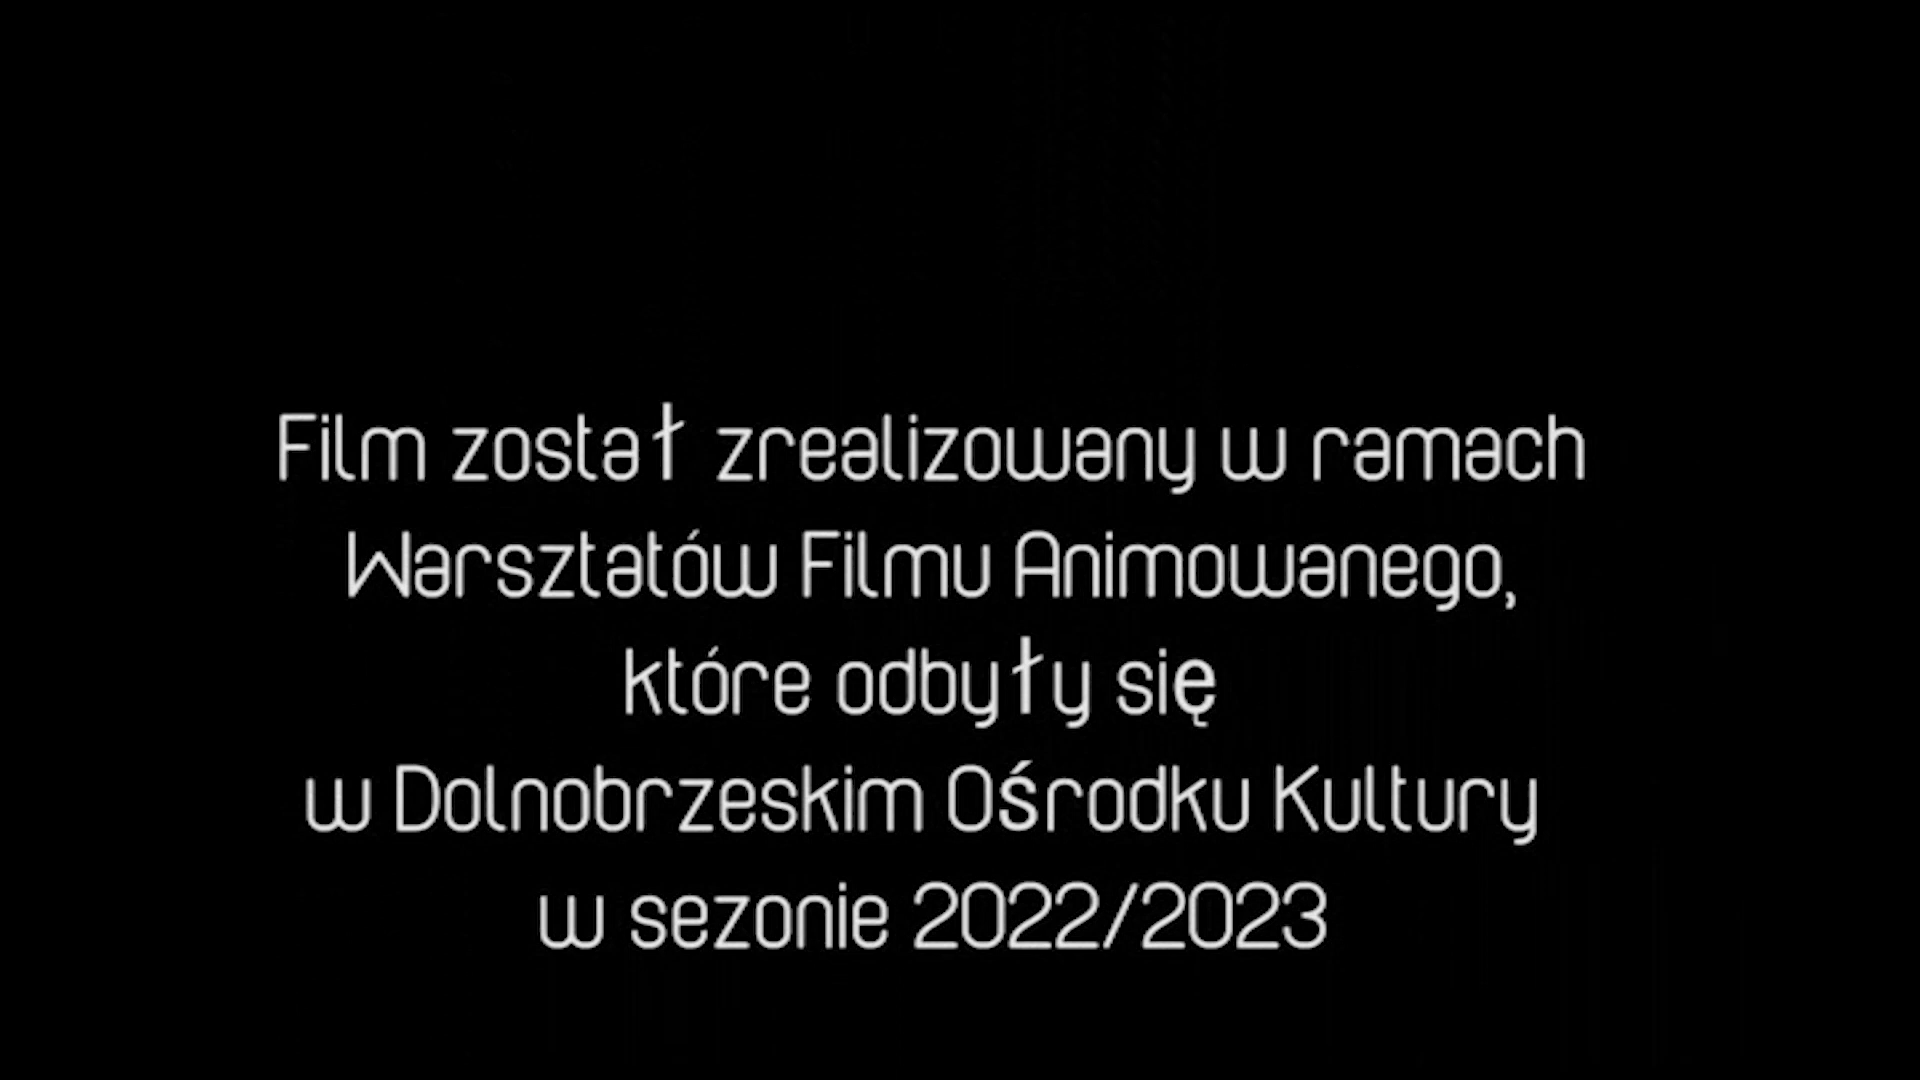 Film został zrealizowany w ramach
Warsztatów Filmu Animowanego,
które odbyły się
w Dolnobrzeskim Ośrodku Kultury
w sezonie 2022/2023